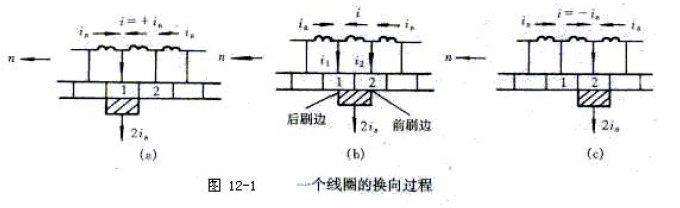 iₐ i=+iₐ iₐ
n
1 2
2iₐ
(a)
iₐ i iₐ
n
i₁ i₂
1 2
后刷边 2iₐ 前刷边
(b)
iₐ i=-iₐ iₐ
n
1 2
2iₐ
(c)
图 12-1 一个线圈的换向过程